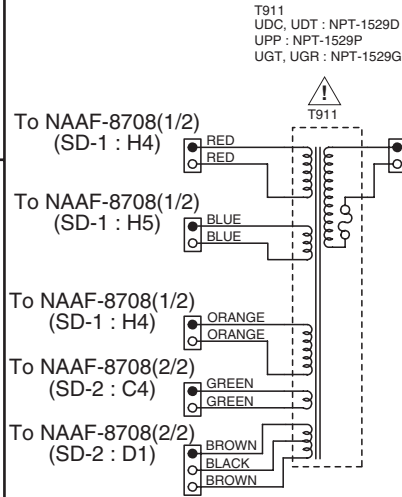 T911
UDC, UDT : NPT-1529D
UPP : NPT-1529P
UGT, UGR : NPT-1529G
!
T911
To NAAF-8708(1/2)
(SD-1 : H4)
RED
RED
To NAAF-8708(1/2)
(SD-1 : H5)
BLUE
BLUE
To NAAF-8708(1/2)
(SD-1 : H4)
ORANGE
ORANGE
To NAAF-8708(2/2)
(SD-2 : C4)
GREEN
GREEN
To NAAF-8708(2/2)
(SD-2 : D1)
BROWN
BLACK
BROWN